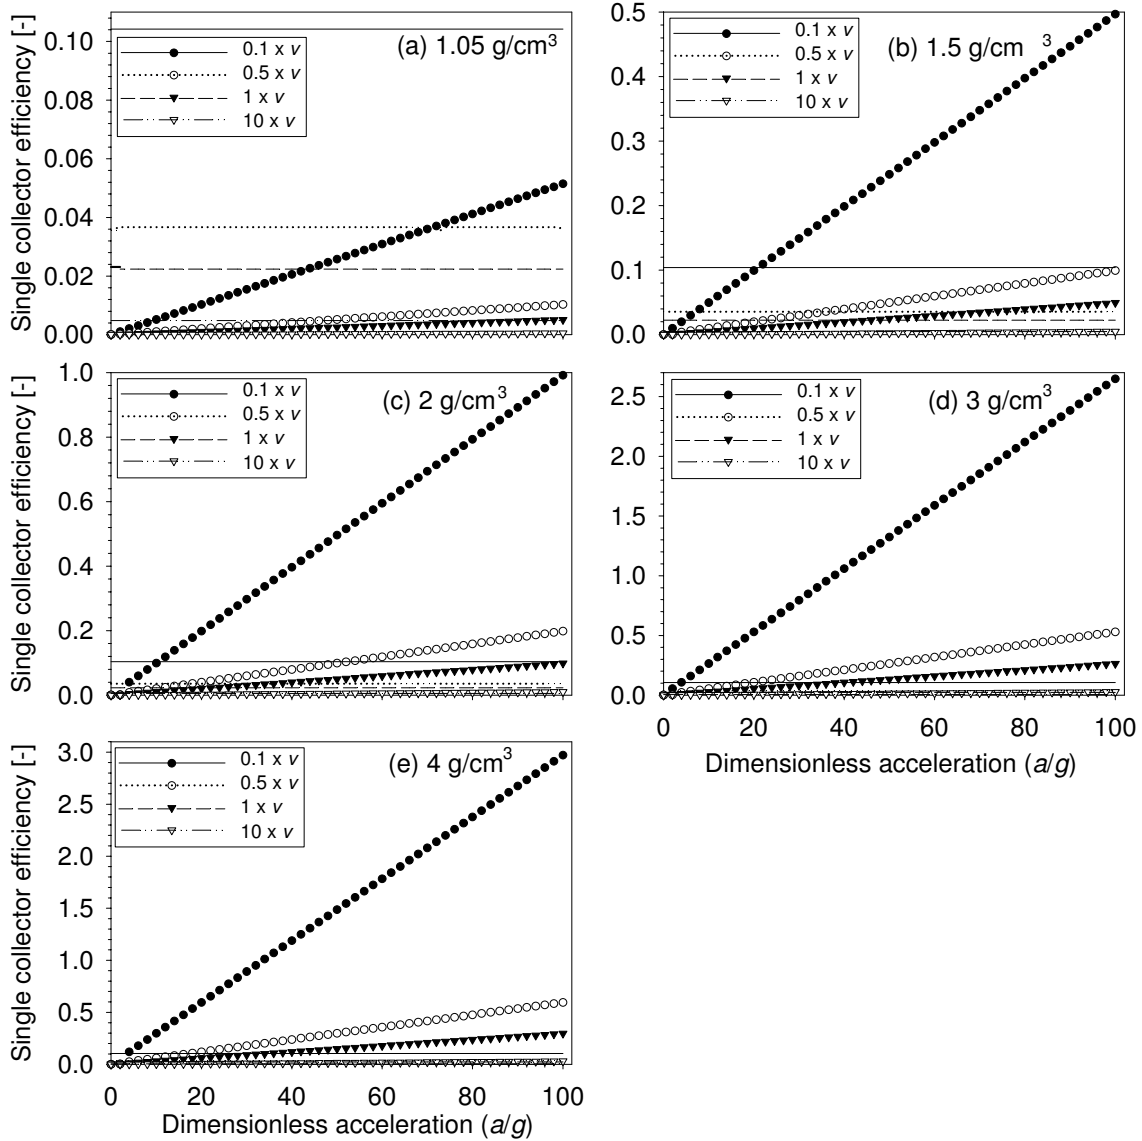 Single collector efficiency [-]
0.10
0.08
0.06
0.04
0.02
0.00
0.1 x v
0.5 x v
1 x v
10 x v
(a) 1.05 g/cm³
0.5
0.4
0.3
0.2
0.1
0.0
0.1 x v
0.5 x v
1 x v
10 x v
(b) 1.5 g/cm ³
Single collector efficiency [-]
1.0
0.8
0.6
0.4
0.2
0.0
0.1 x v
0.5 x v
1 x v
10 x v
(c) 2 g/cm³
2.5
2.0
1.5
1.0
0.5
0.0
0.1 x v
0.5 x v
1 x v
10 x v
(d) 3 g/cm³
0 20 40 60 80 100
Dimensionless acceleration (a/g)
Single collector efficiency [-]
3.0
2.5
2.0
1.5
1.0
0.5
0.0
0.1 x v
0.5 x v
1 x v
10 x v
(e) 4 g/cm³
0 20 40 60 80 100
Dimensionless acceleration (a/g)